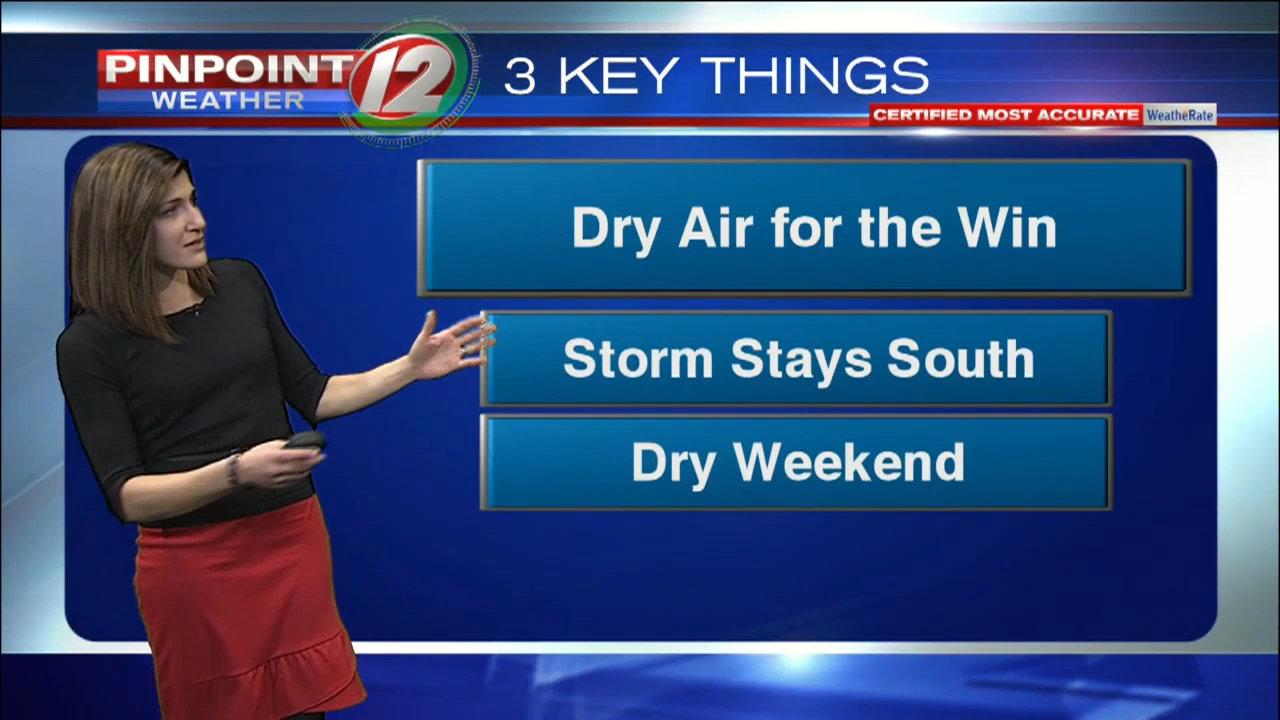 PINPOINT
WEATHER
12
3 KEY THINGS
CERTIFIED MOST ACCURATE
WeatheRate
Dry Air for the Win
Storm Stays South
Dry Weekend